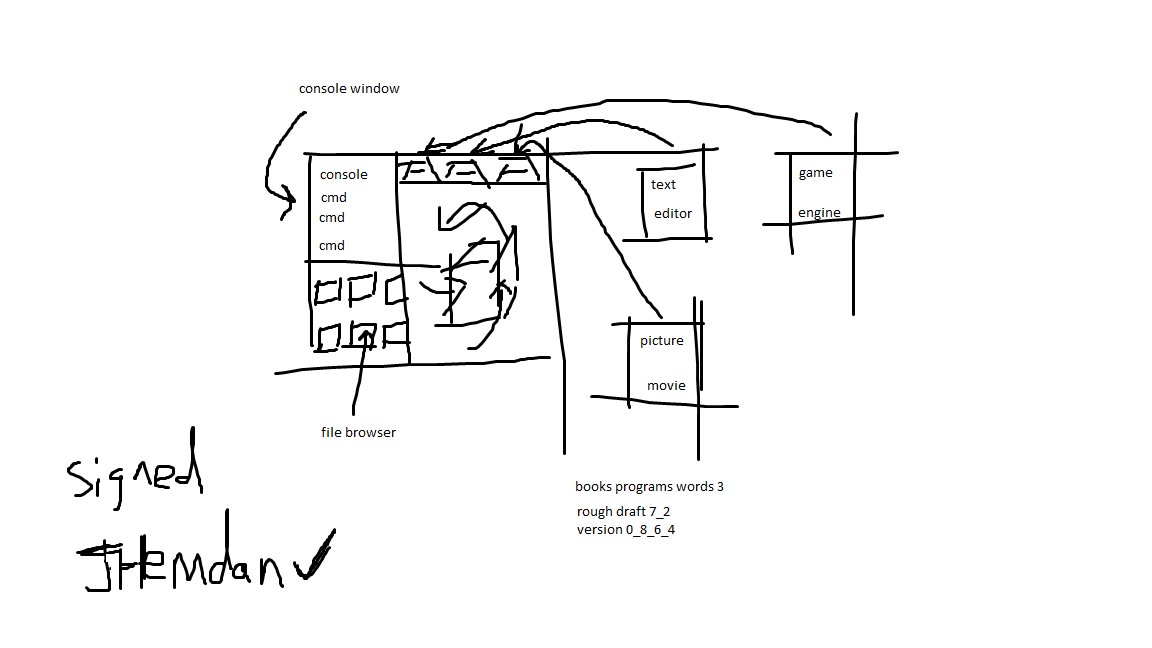 console window
console
cmd
cmd
cmd
text
editor
game
engine
picture
movie
file browser
books programs words 3
rough draft 7_2
version 0_8_6_4
signed
JHemdan